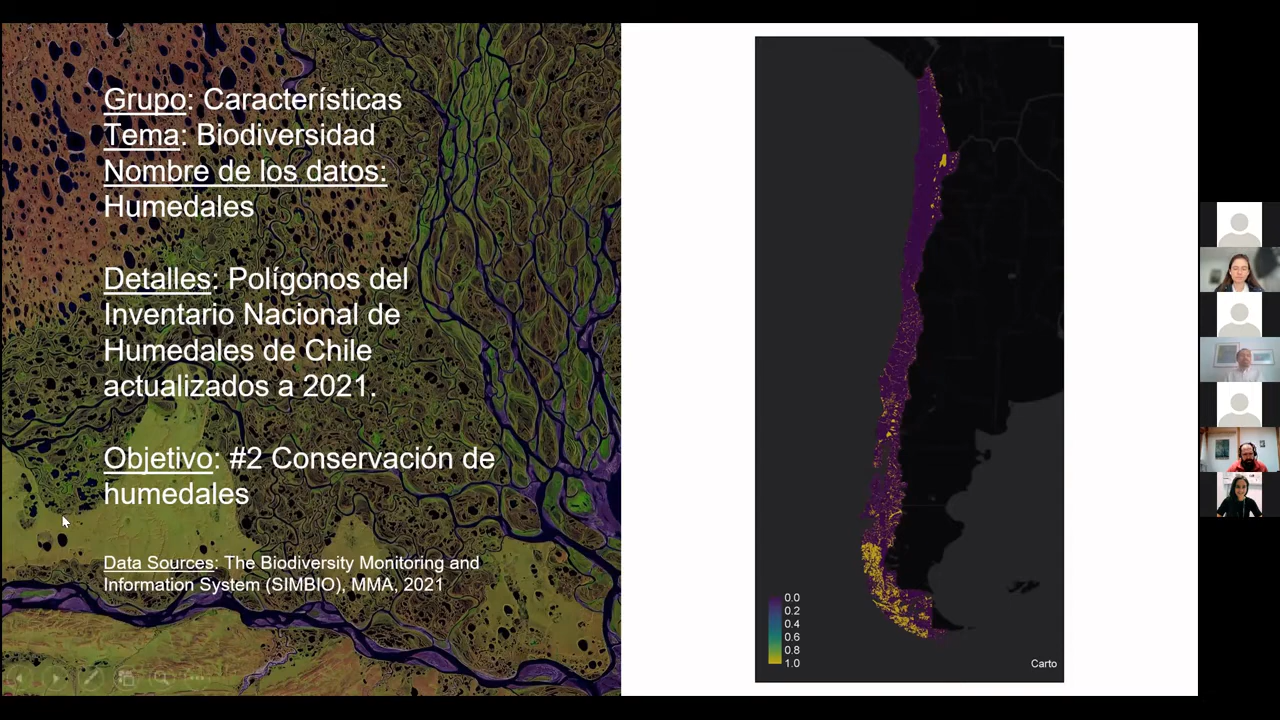 Grupo: Características
Tema: Biodiversidad
Nombre de los datos:
Humedales
Detalles: Polígonos del
Inventario Nacional de
Humedales de Chile
actualizados a 2021.
Objetivo: #2 Conservación de
humedales
Data Sources: The Biodiversity Monitoring and
Information System (SIMBIO), MMA, 2021
0.0
0.2
0.4
0.6
0.8
1.0
Carto